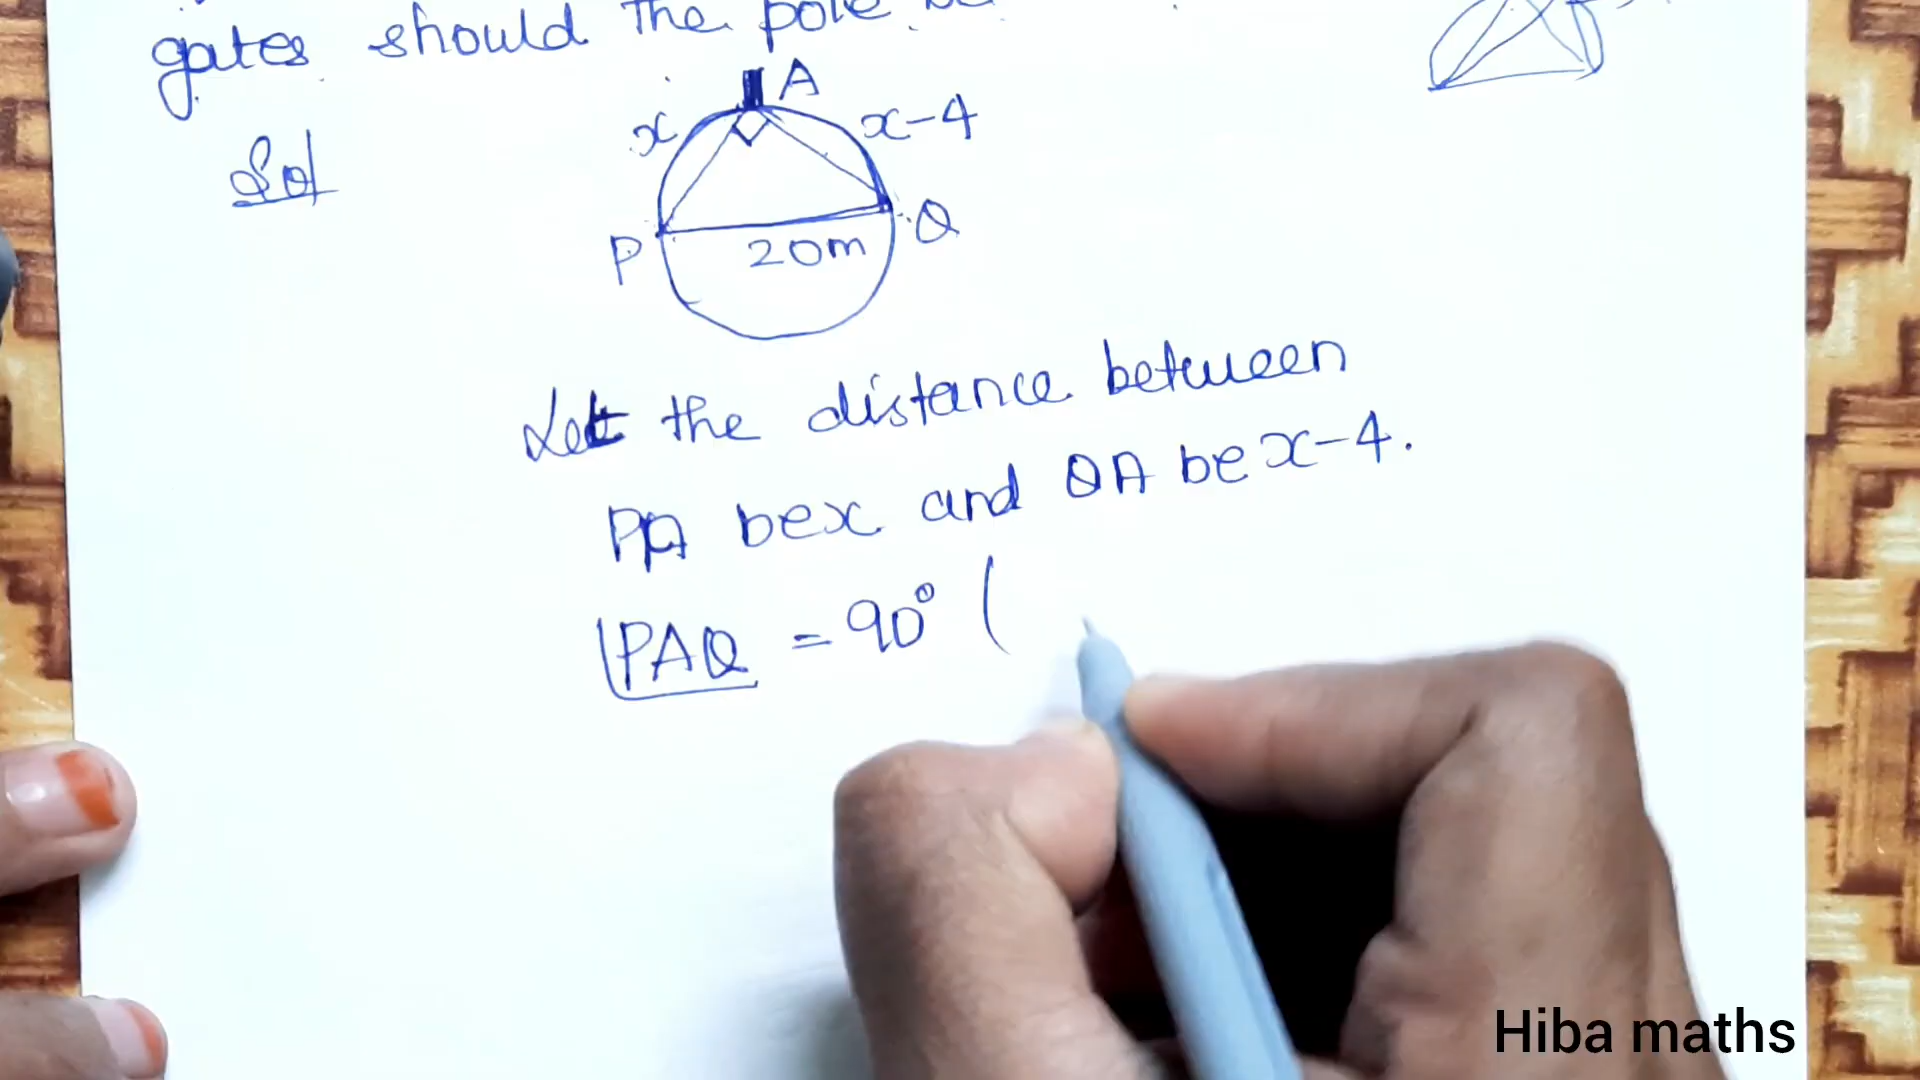 gates should the pole
Sol
A
x
x-4
P
Q
20m
Let the distance between
PA be x and QA be x-4.
∠PAQ = 90° (
Hiba maths